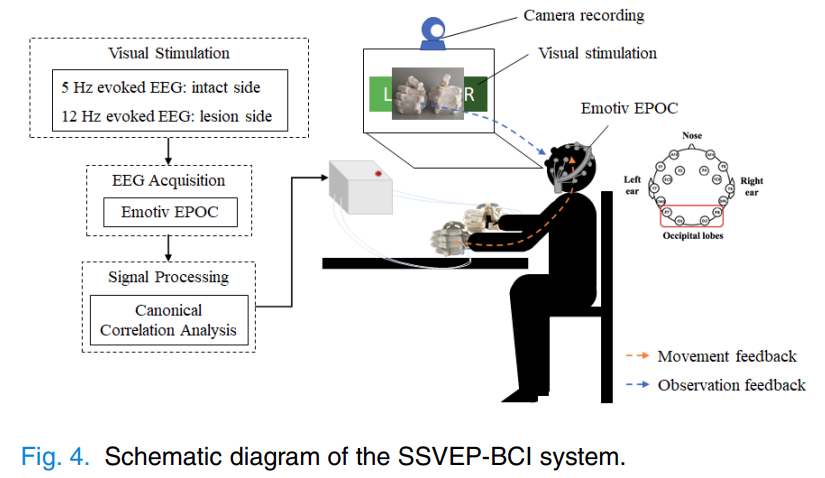 Camera recording
Visual Stimulation
Visual stimulation
5 Hz evoked EEG: intact side
12 Hz evoked EEG: lesion side
L
R
Emotiv EPOC
Nose
EEG Acquisition
Emotiv EPOC
Left
ear
Right
ear
Occipital lobes
Signal Processing
Canonical
Correlation Analysis
Movement feedback
Observation feedback
Fig. 4. Schematic diagram of the SSVEP-BCI system.